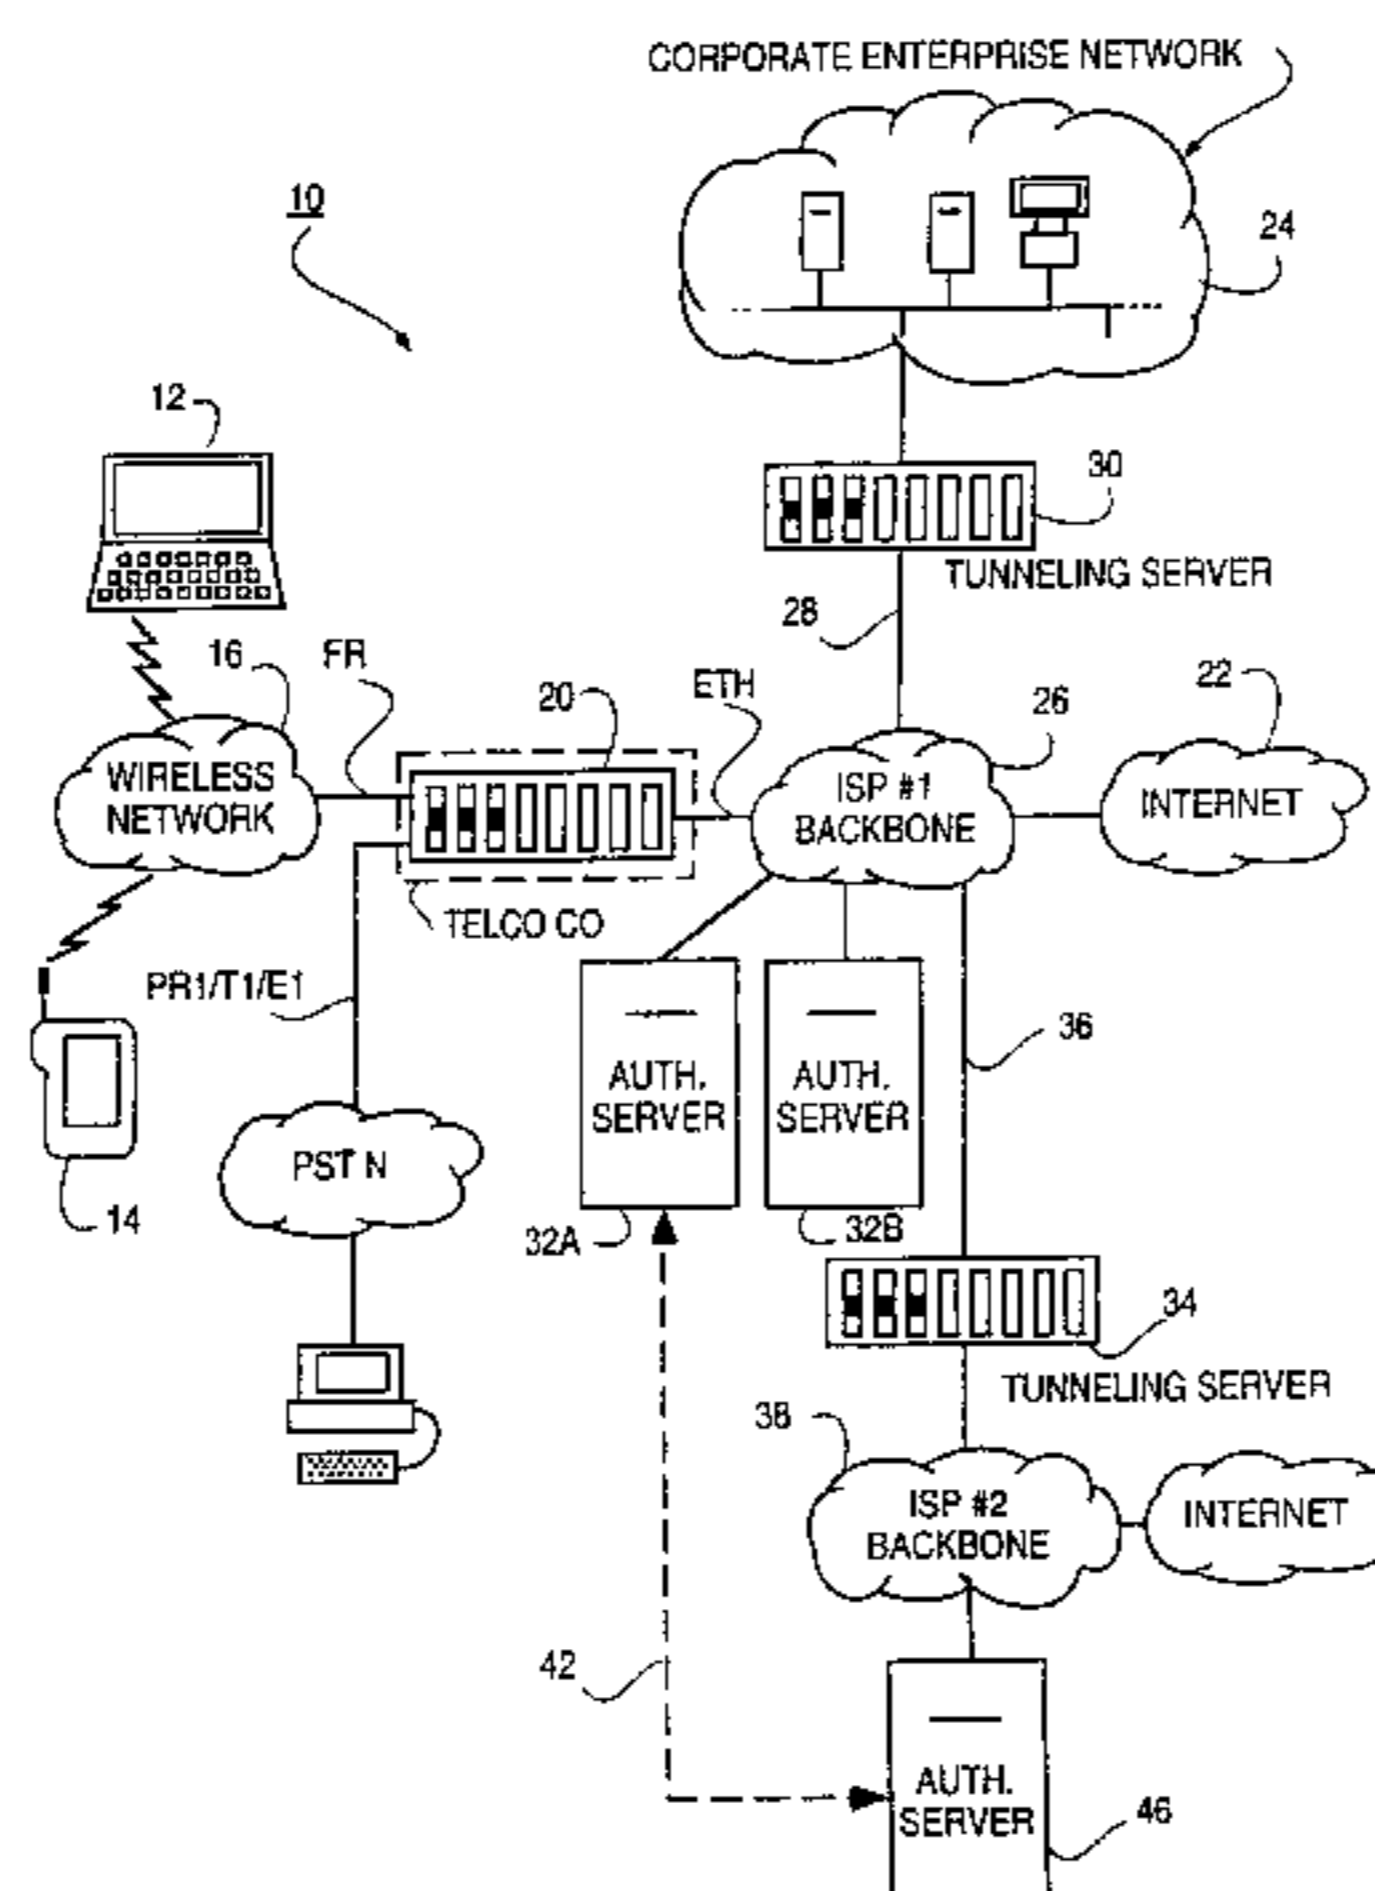 CORPORATE ENTERPRISE NETWORK
10
24
12
30
TUNNELING SERVER
28
16
FR
20
ETH
26
22
WIRELESS
NETWORK
ISP #1
BACKBONE
INTERNET
TELCO CO
PR1/T1/E1
36
AUTH.
SERVER
AUTH.
SERVER
PSTN
14
32A
32B
34
TUNNELING SERVER
38
ISP #2
BACKBONE
INTERNET
42
AUTH.
SERVER
46